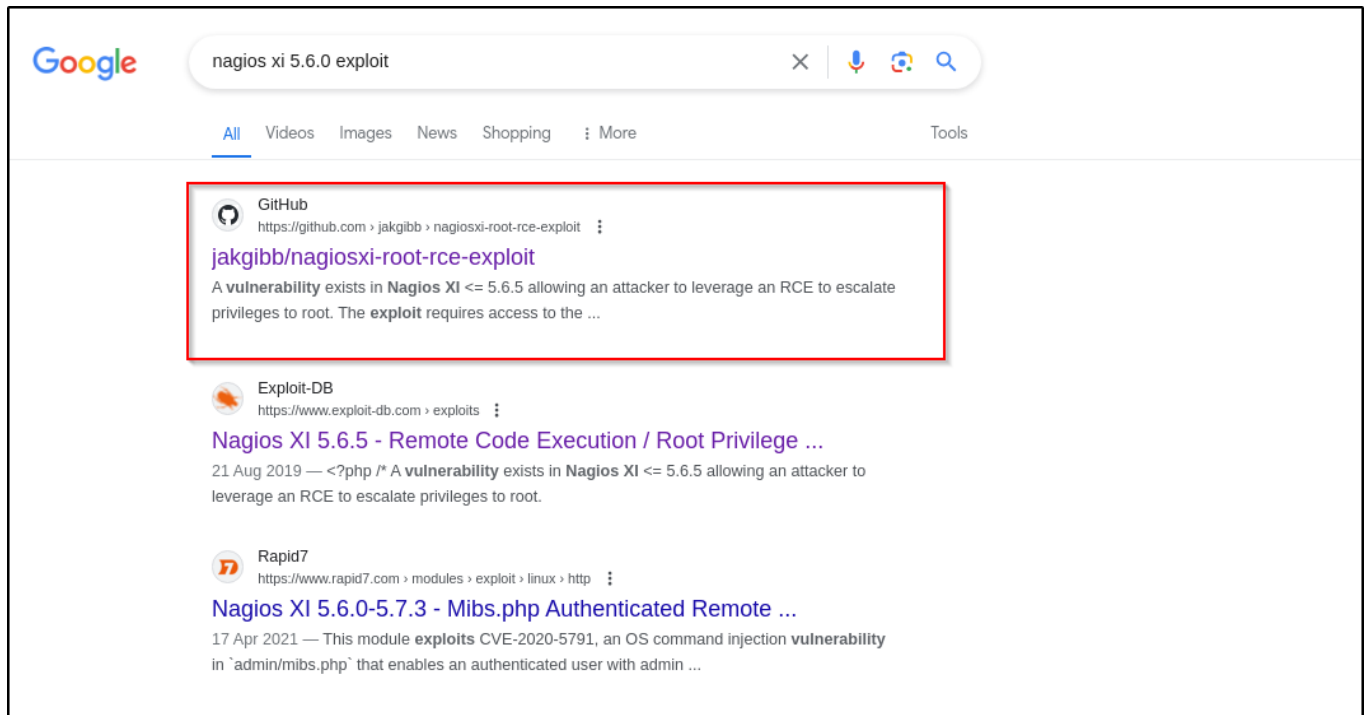 Google
nagios xi 5.6.0 exploit
All Videos Images News Shopping More Tools
GitHub
https://github.com › jakgibb › nagiosxi-root-rce-exploit
jakgibb/nagiosxi-root-rce-exploit
A vulnerability exists in Nagios XI <= 5.6.5 allowing an attacker to leverage an RCE to escalate
privileges to root. The exploit requires access to the ...
Exploit-DB
https://www.exploit-db.com › exploits
Nagios XI 5.6.5 - Remote Code Execution / Root Privilege ...
21 Aug 2019 — <?php /* A vulnerability exists in Nagios XI <= 5.6.5 allowing an attacker to
leverage an RCE to escalate privileges to root.
Rapid7
https://www.rapid7.com › modules › exploit › linux › http
Nagios XI 5.6.0-5.7.3 - Mibs.php Authenticated Remote ...
17 Apr 2021 — This module exploits CVE-2020-5791, an OS command injection vulnerability
in `admin/mibs.php` that enables an authenticated user with admin ...